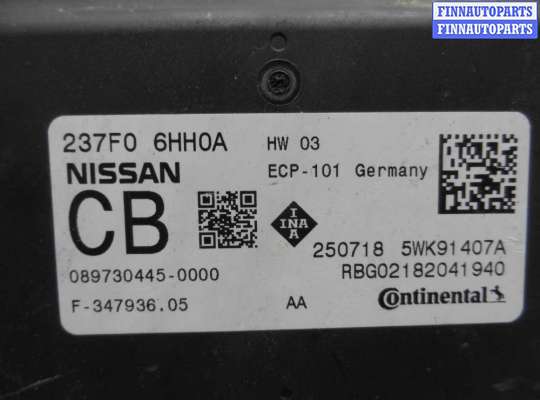 FINNAUTOPARTS
FINNAUTOPARTS
237F0 6HH0A HW 03
NISSAN ECP-101 Germany
CB
I
INA
A
250718 5WK91407A
089730445-0000 RBG02182041940
F-347936.05 AA Continental